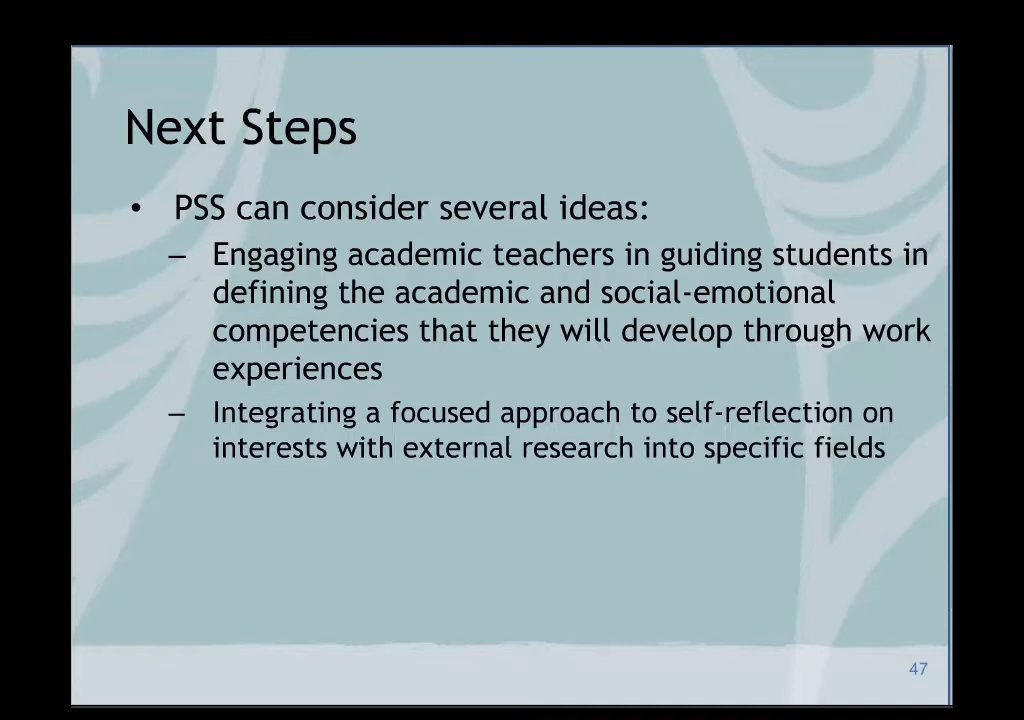 Next Steps
• PSS can consider several ideas:
– Engaging academic teachers in guiding students in
defining the academic and social-emotional
competencies that they will develop through work
experiences
– Integrating a focused approach to self-reflection on
interests with external research into specific fields
47